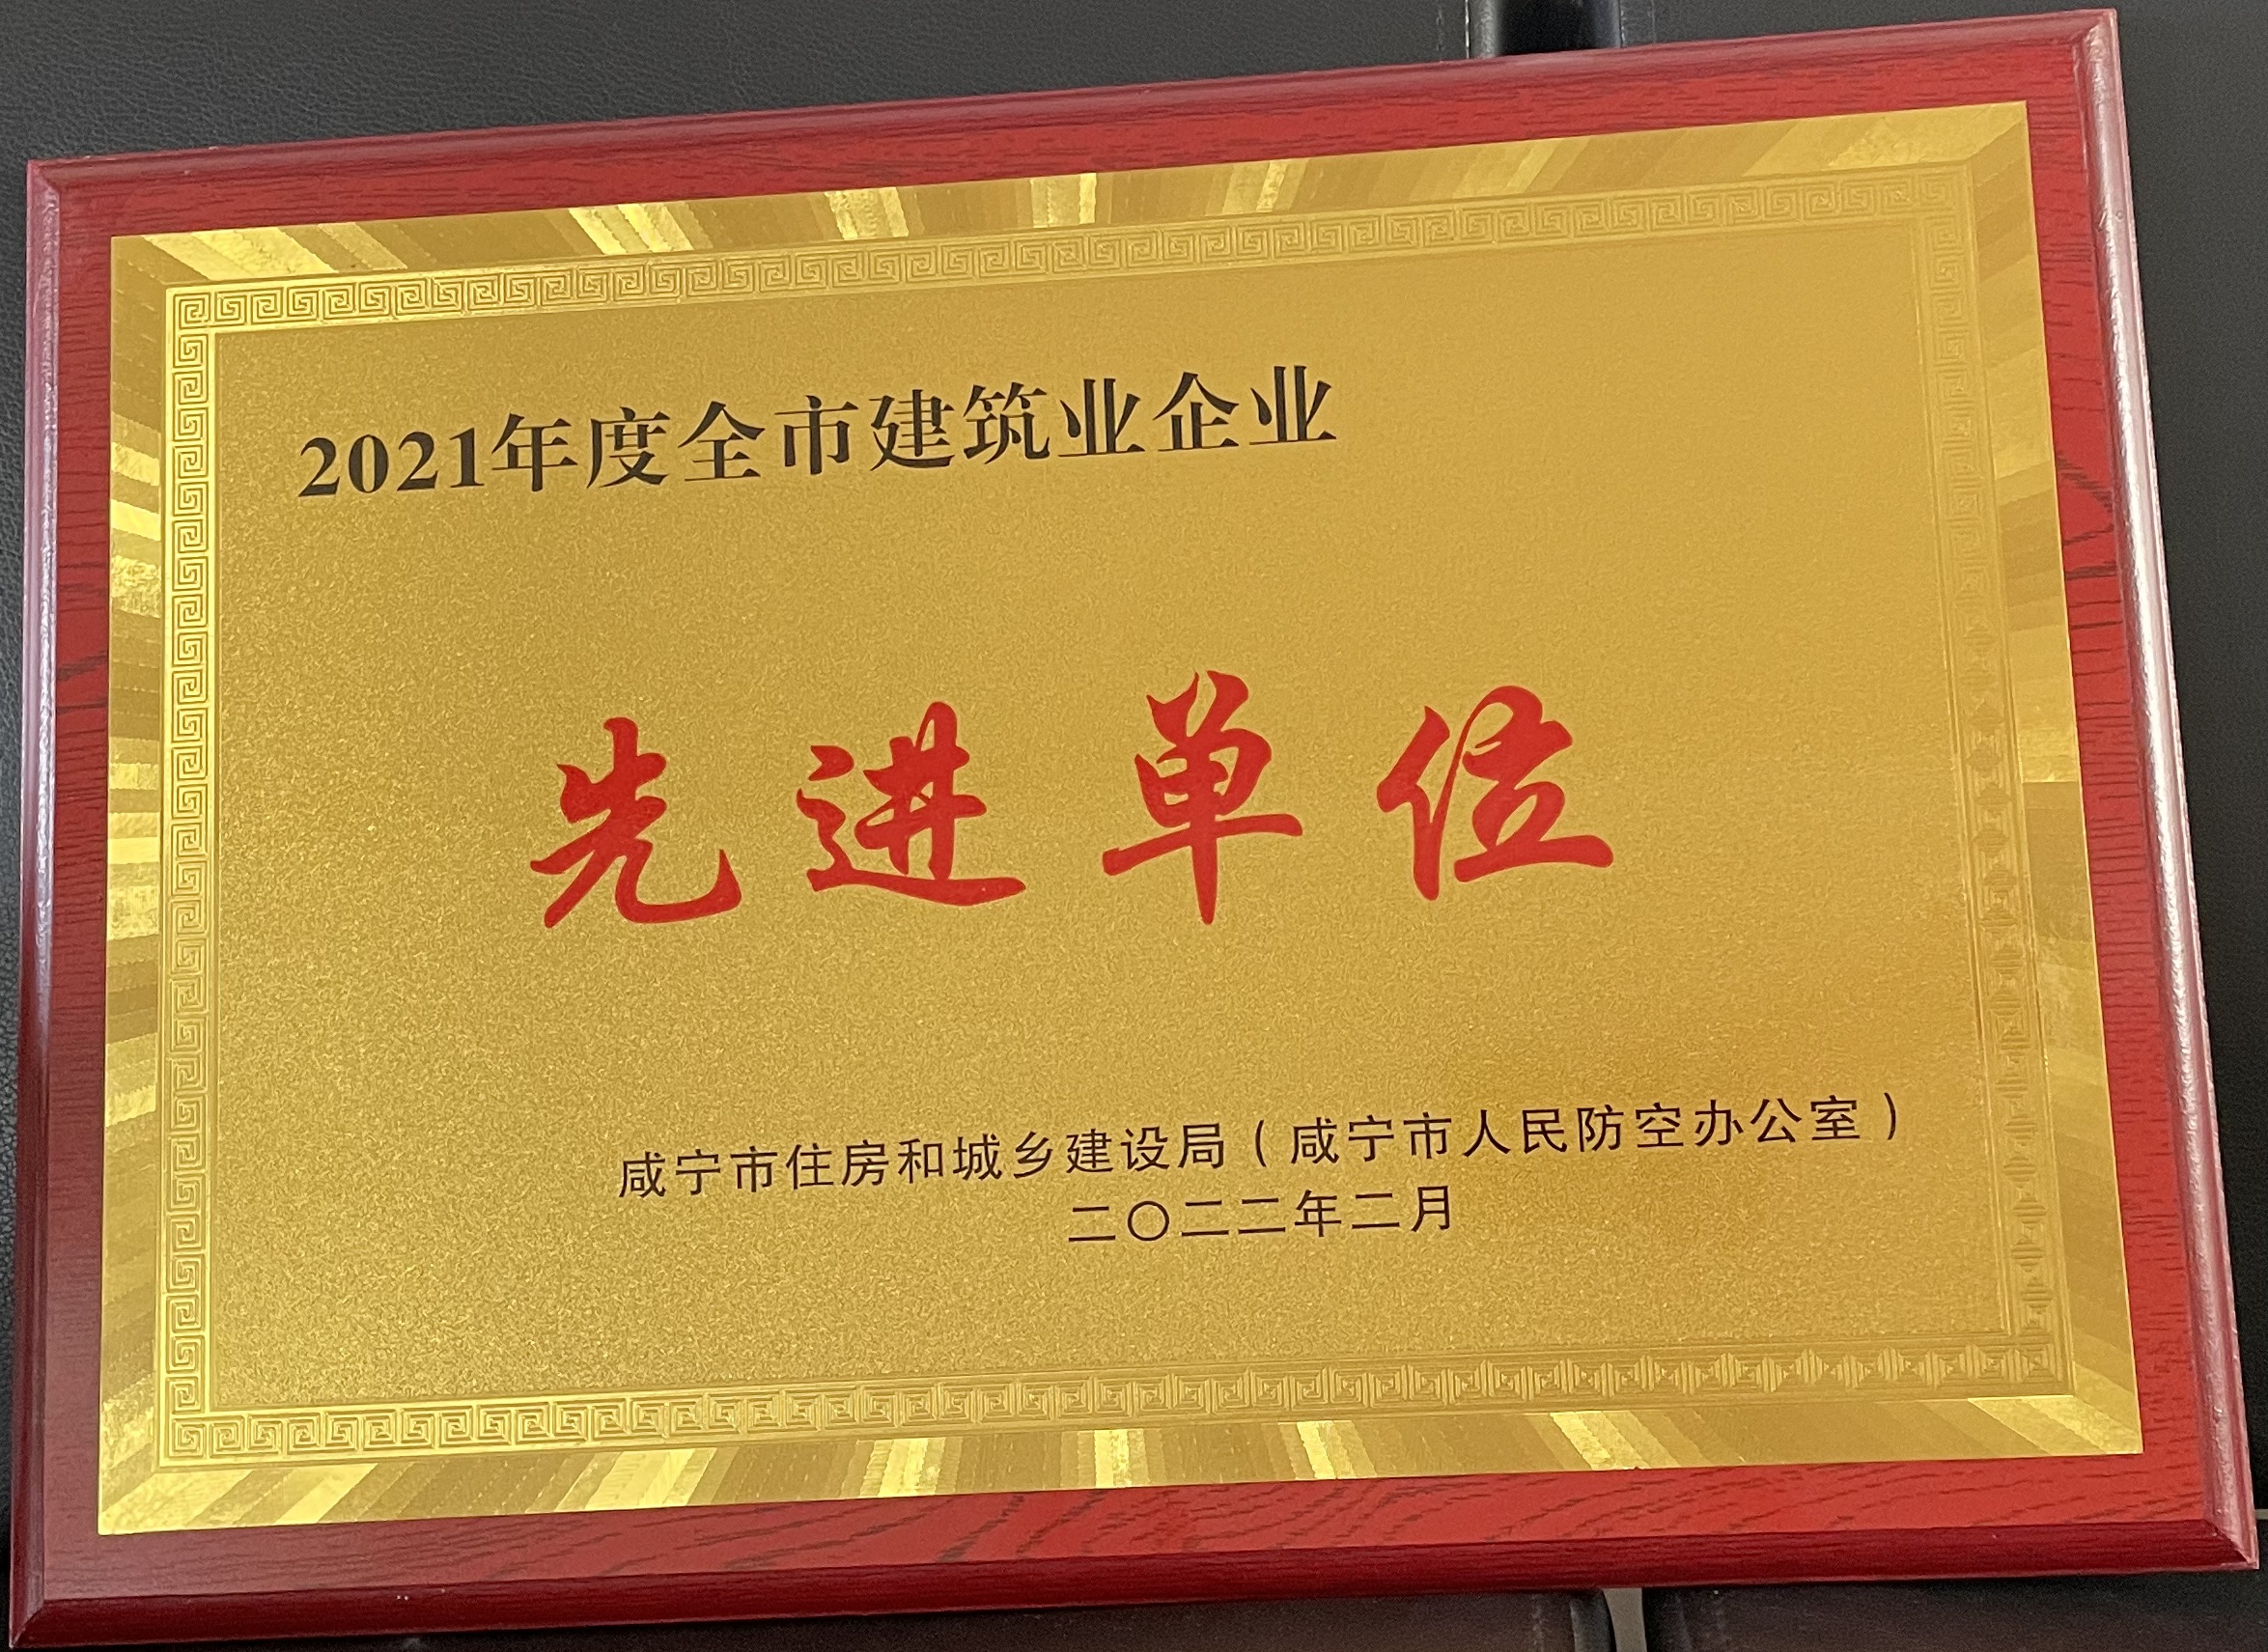 2021年度全市建筑业企业
先进单位
咸宁市住房和城乡建设局（咸宁市人民防空办公室）
二〇二二年二月